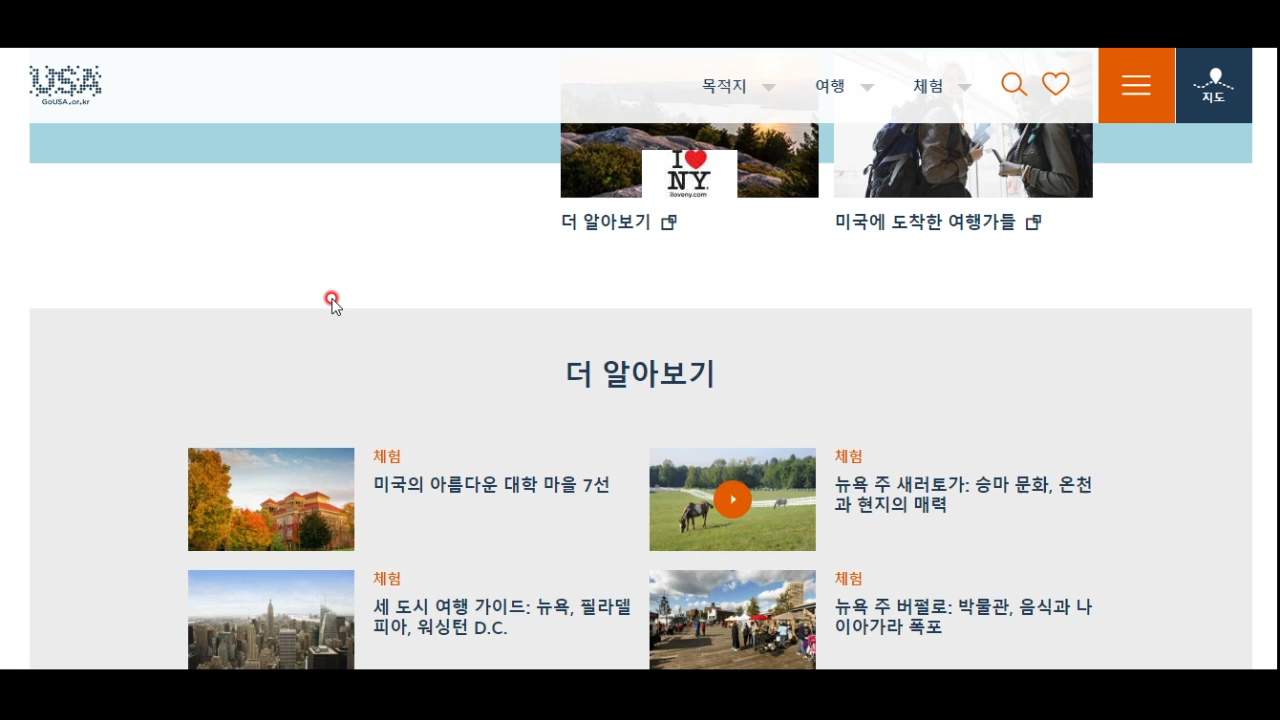 USA
GoUSA.or.kr
목적지
여행
체험
지도
I
NY.
iloveny.com
더 알아보기
미국에 도착한 여행가들
더 알아보기
체험
미국의 아름다운 대학 마을 7선
체험
뉴욕 주 새러토가: 승마 문화, 온천
과 현지의 매력
체험
세 도시 여행 가이드: 뉴욕, 필라델
피아, 워싱턴 D.C.
체험
뉴욕 주 버펄로: 박물관, 음식과 나
이아가라 폭포